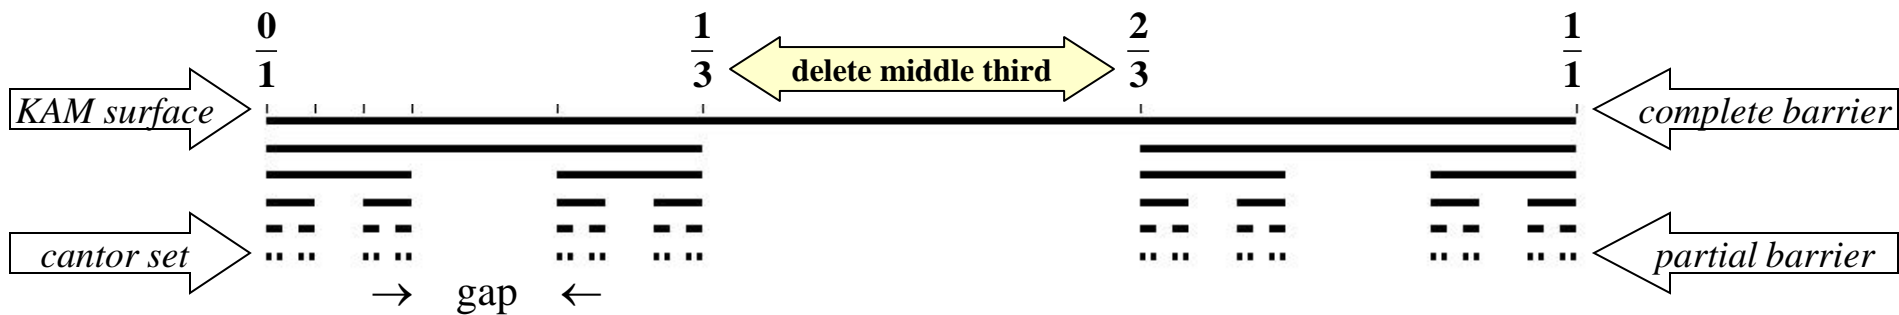 0/1 1/3 2/3 1/1
delete middle third
KAM surface
complete barrier
cantor set
partial barrier
→ gap ←